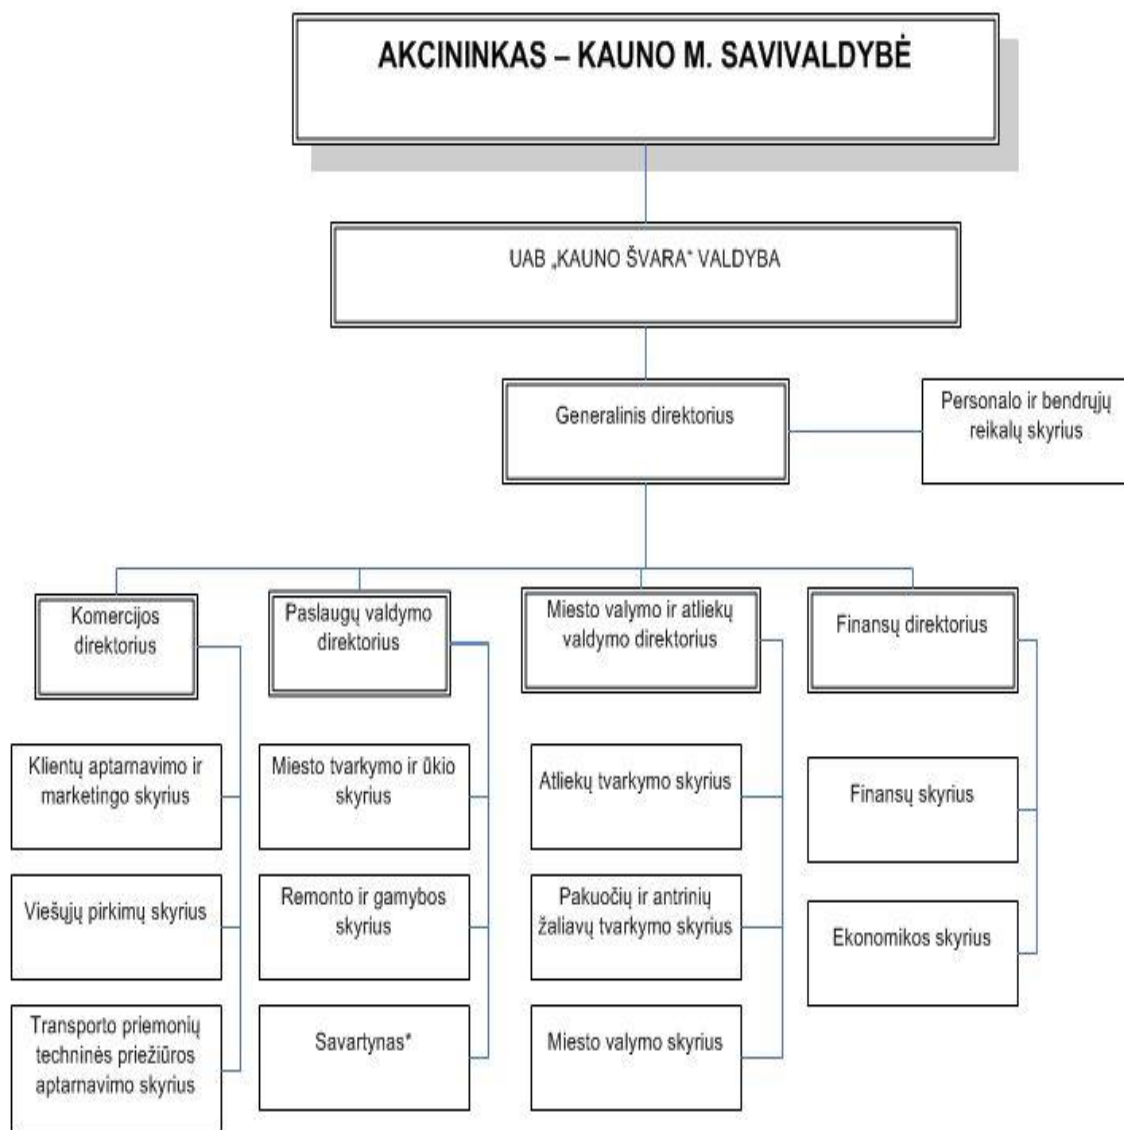 AKCININKAS – KAUNO M. SAVIVALDYBĖ
UAB „KAUNO ŠVARA“ VALDYBA
Generalinis direktorius
Personalo ir bendrųjų
reikalų skyrius
Komercijos
direktorius
Paslaugų valdymo
direktorius
Miesto valymo ir atliekų
valdymo direktorius
Finansų direktorius
Klientų aptarnavimo ir
marketingo skyrius
Miesto tvarkymo ir ūkio
skyrius
Atliekų tvarkymo skyrius
Finansų skyrius
Viešųjų pirkimų skyrius
Remonto ir gamybos
skyrius
Pakuočių ir antrinių
žaliavų tvarkymo skyrius
Ekonomikos skyrius
Transporto priemonių
techninės priežiūros
aptarnavimo skyrius
Savartynas*
Miesto valymo skyrius